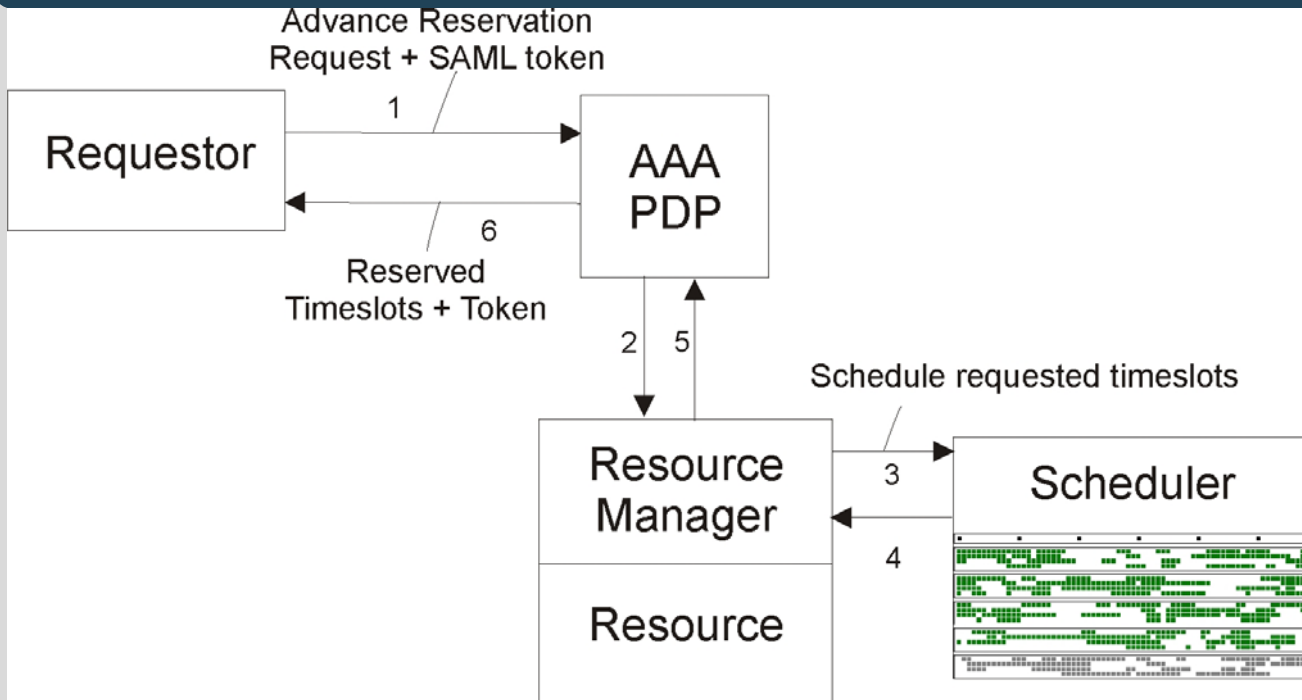 Advance Reservation
Request + SAML token
1
Requestor
AAA
PDP
6
Reserved
Timeslots + Token
2
5
Schedule requested timeslots
Resource
Manager
3
Scheduler
4
Resource